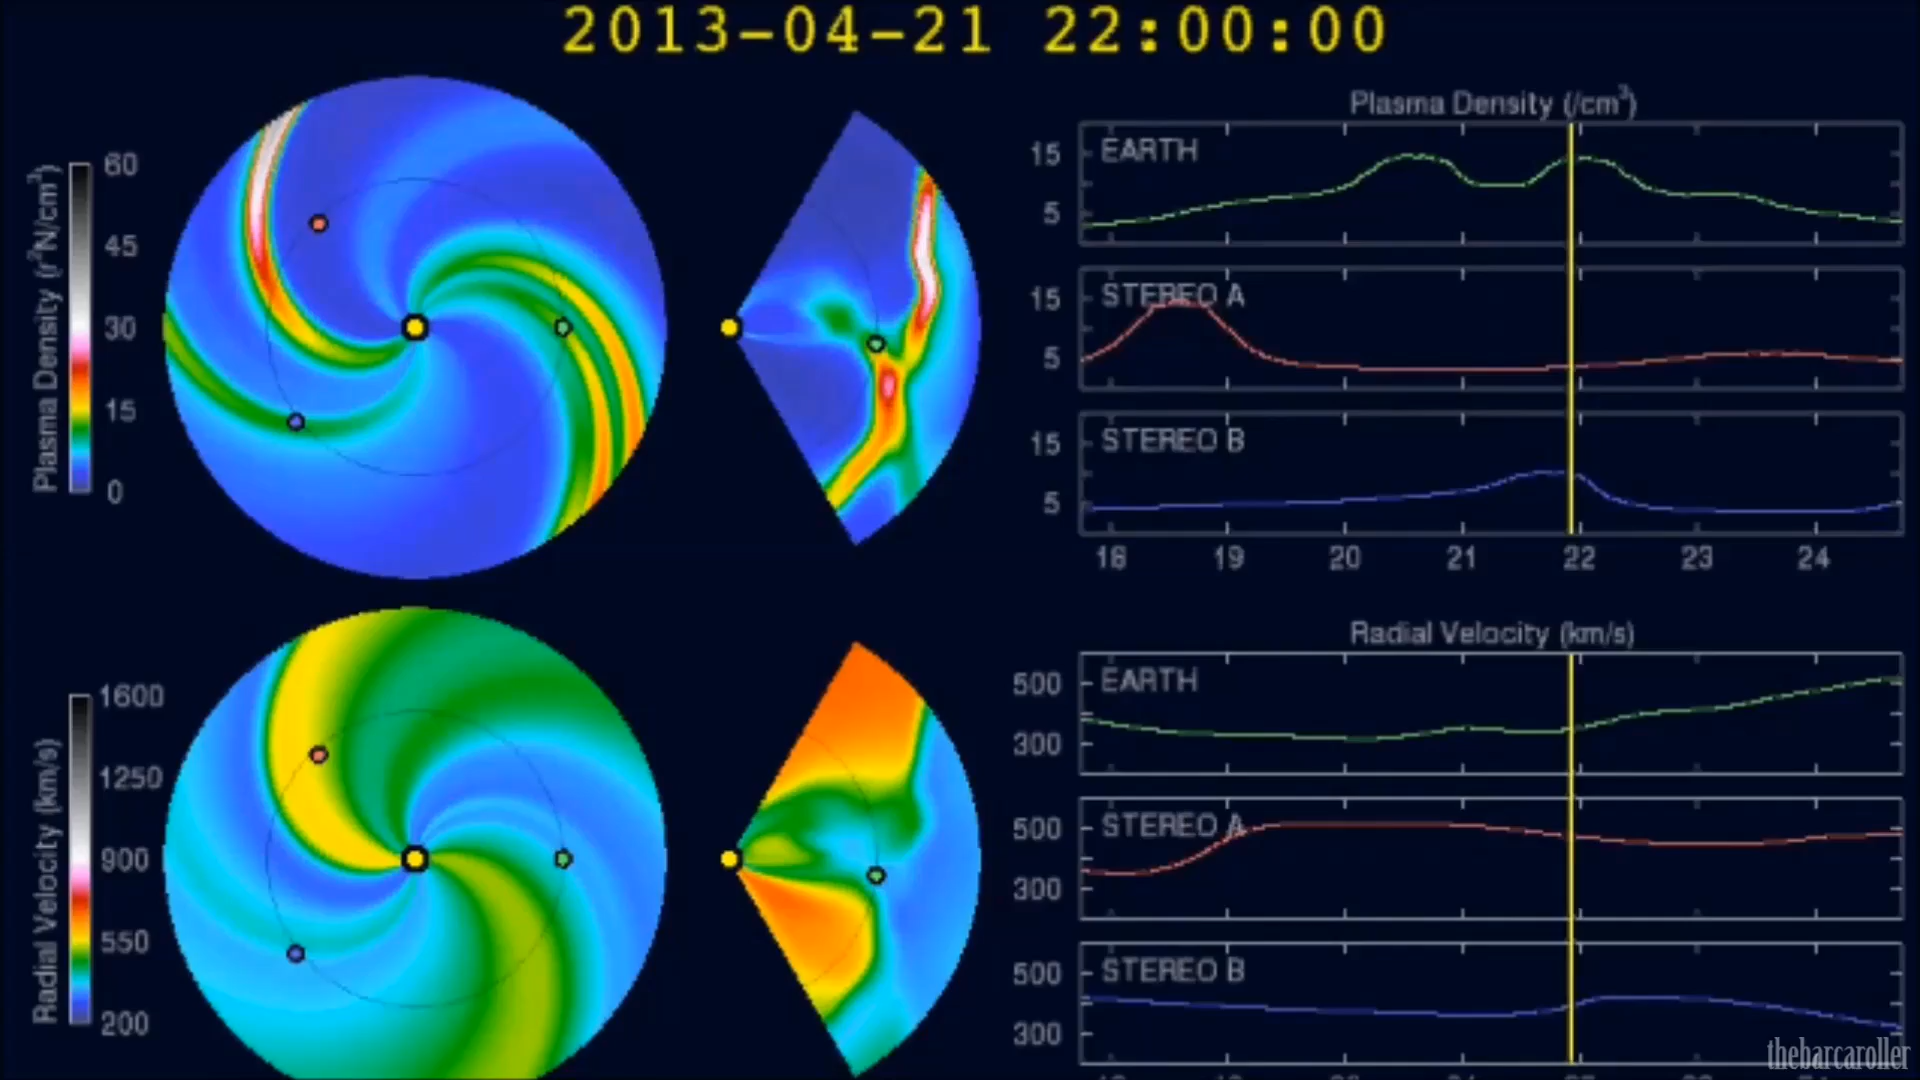 2013-04-21 22:00:00
Plasma Density (r²N/cm³)
60
45
30
15
0
Plasma Density (/cm³)
EARTH
15
5
STEREO A
15
5
STEREO B
15
5
18 19 20 21 22 23 24
Radial Velocity (km/s)
1600
1250
900
550
200
Radial Velocity (km/s)
EARTH
500
300
STEREO A
500
300
STEREO B
500
300
thebarcaroller